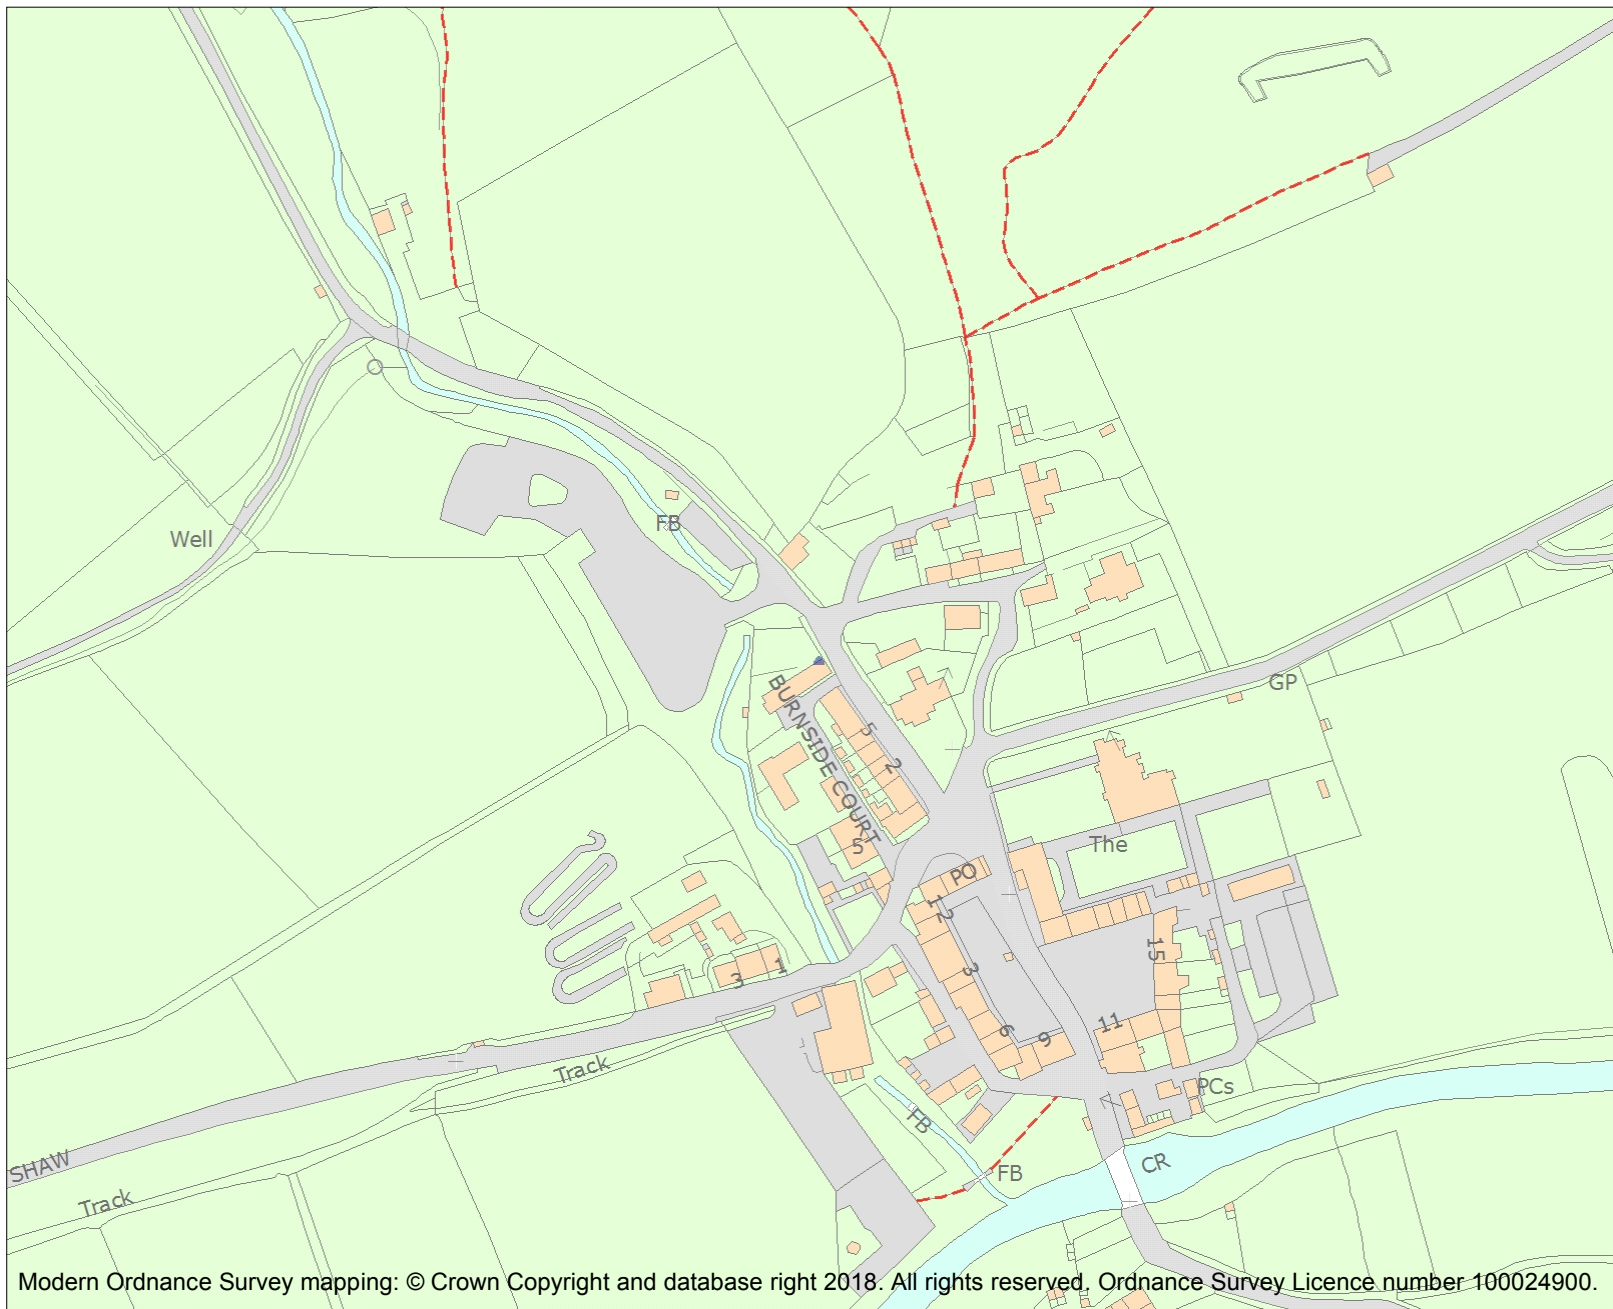 FB
Well
GP
BURNSIDE COURT
5
2
5
The
PO
1
2
3
15
1
3
6
9
11
Track
PCs
FB
FB
CR
SHAW
Track
Modern Ordnance Survey mapping: © Crown Copyright and database right 2018. All rights reserved. Ordnance Survey Licence number 100024900.